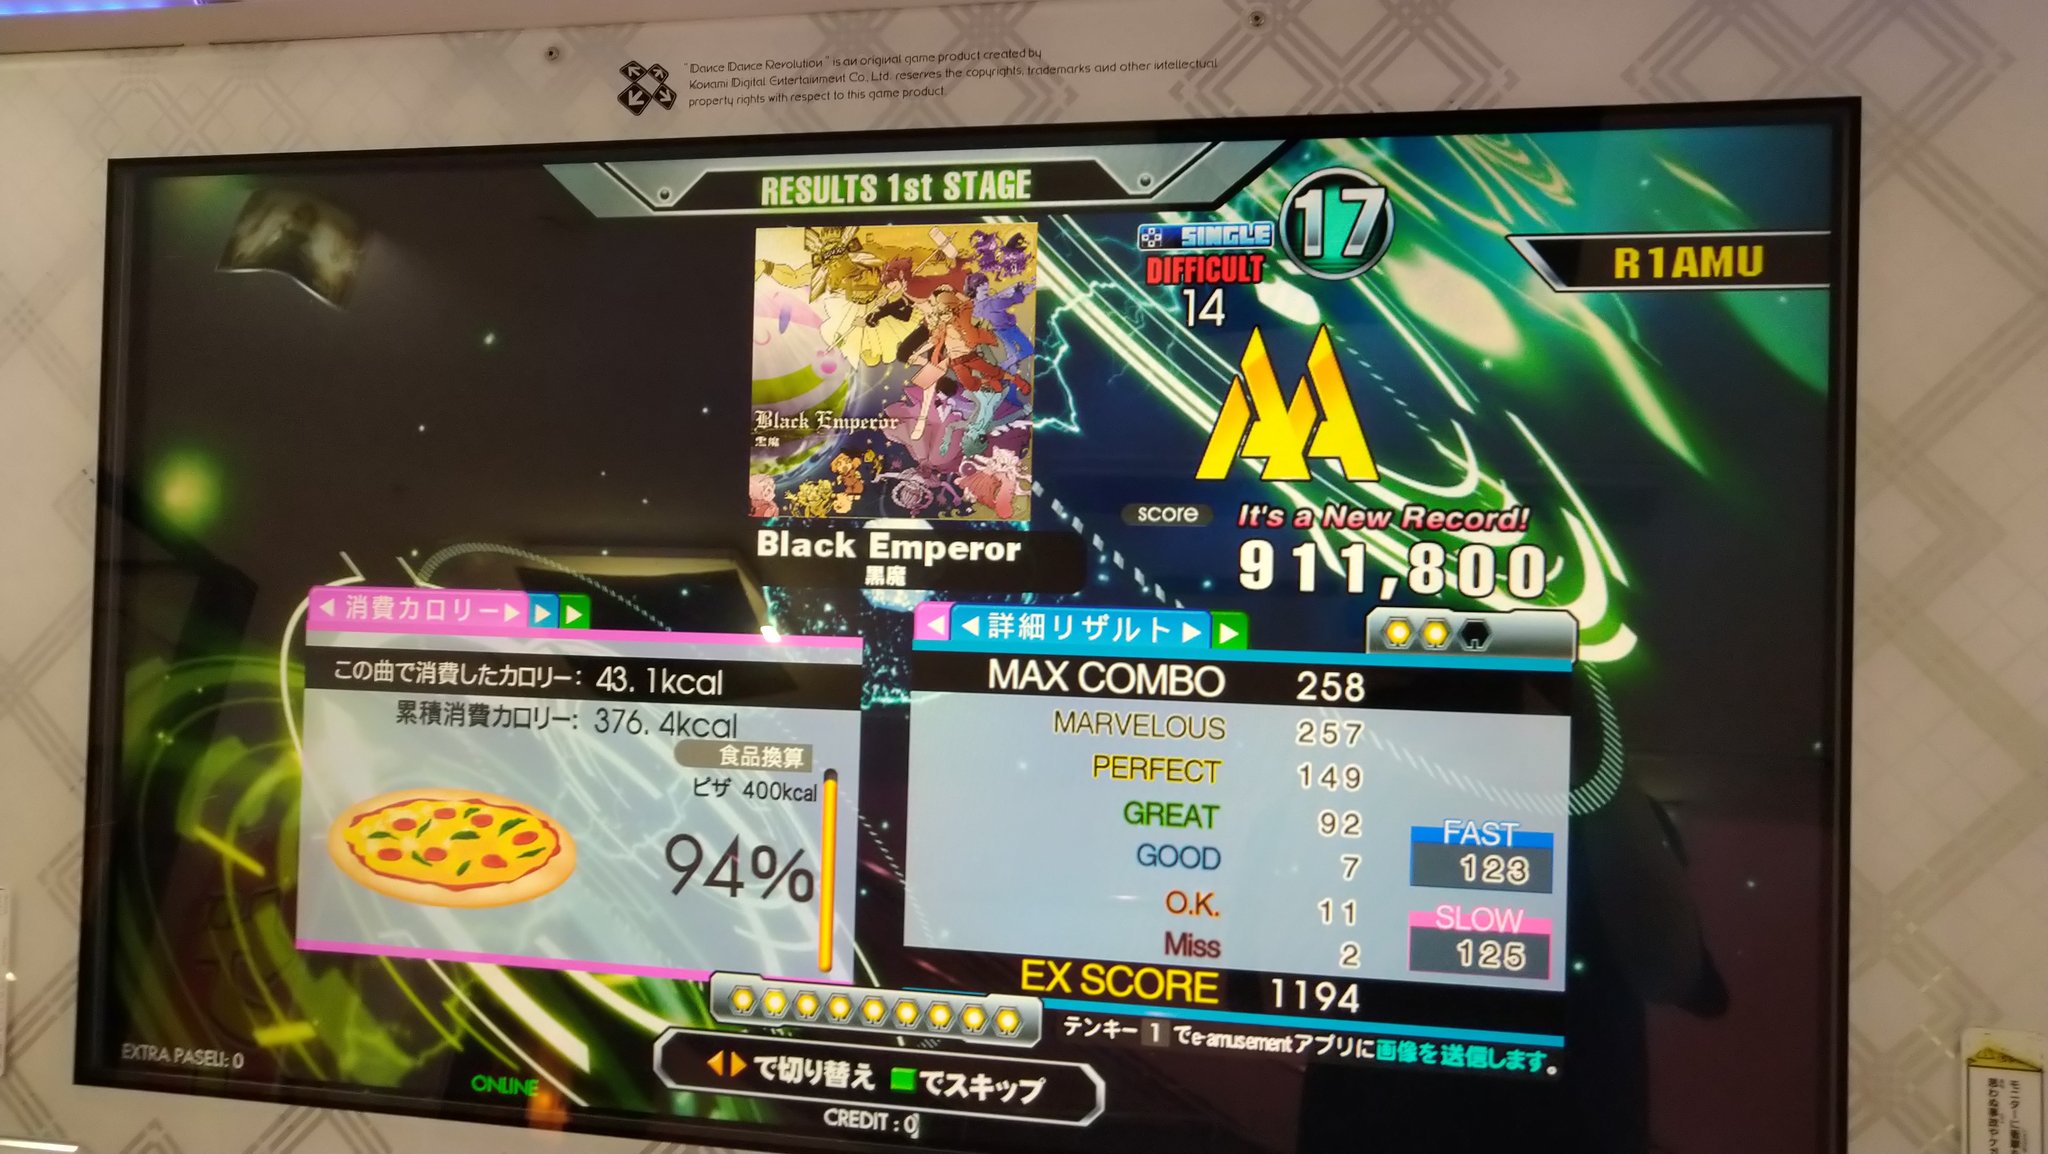 "Dance Dance Revolution" is an original game product created by
Konami Digital Entertainment Co., Ltd. reserves the copyrights, trademarks and other intellectual
property rights with respect to this game product.
RESULTS 1st STAGE
SINGLE
17
DIFFICULT
14
R1AMU
Black Emperor
黒魔
AAA
score
It's a New Record!
911,800
Black Emperor
黒魔
消費カロリー
この曲で消費したカロリー: 43.1kcal
累積消費カロリー: 376.4kcal
食品換算
ピザ 400kcal
94%
詳細リザルト
MAX COMBO 258
MARVELOUS 257
PERFECT 149
GREAT 92
GOOD 7
O.K. 11
Miss 2
FAST
123
SLOW
125
EX SCORE 1194
テンキー 1 でe-amusementアプリに画像を送信します。
で切り替え でスキップ
EXTRA PASELI: 0
ONLINE
CREDIT : 0